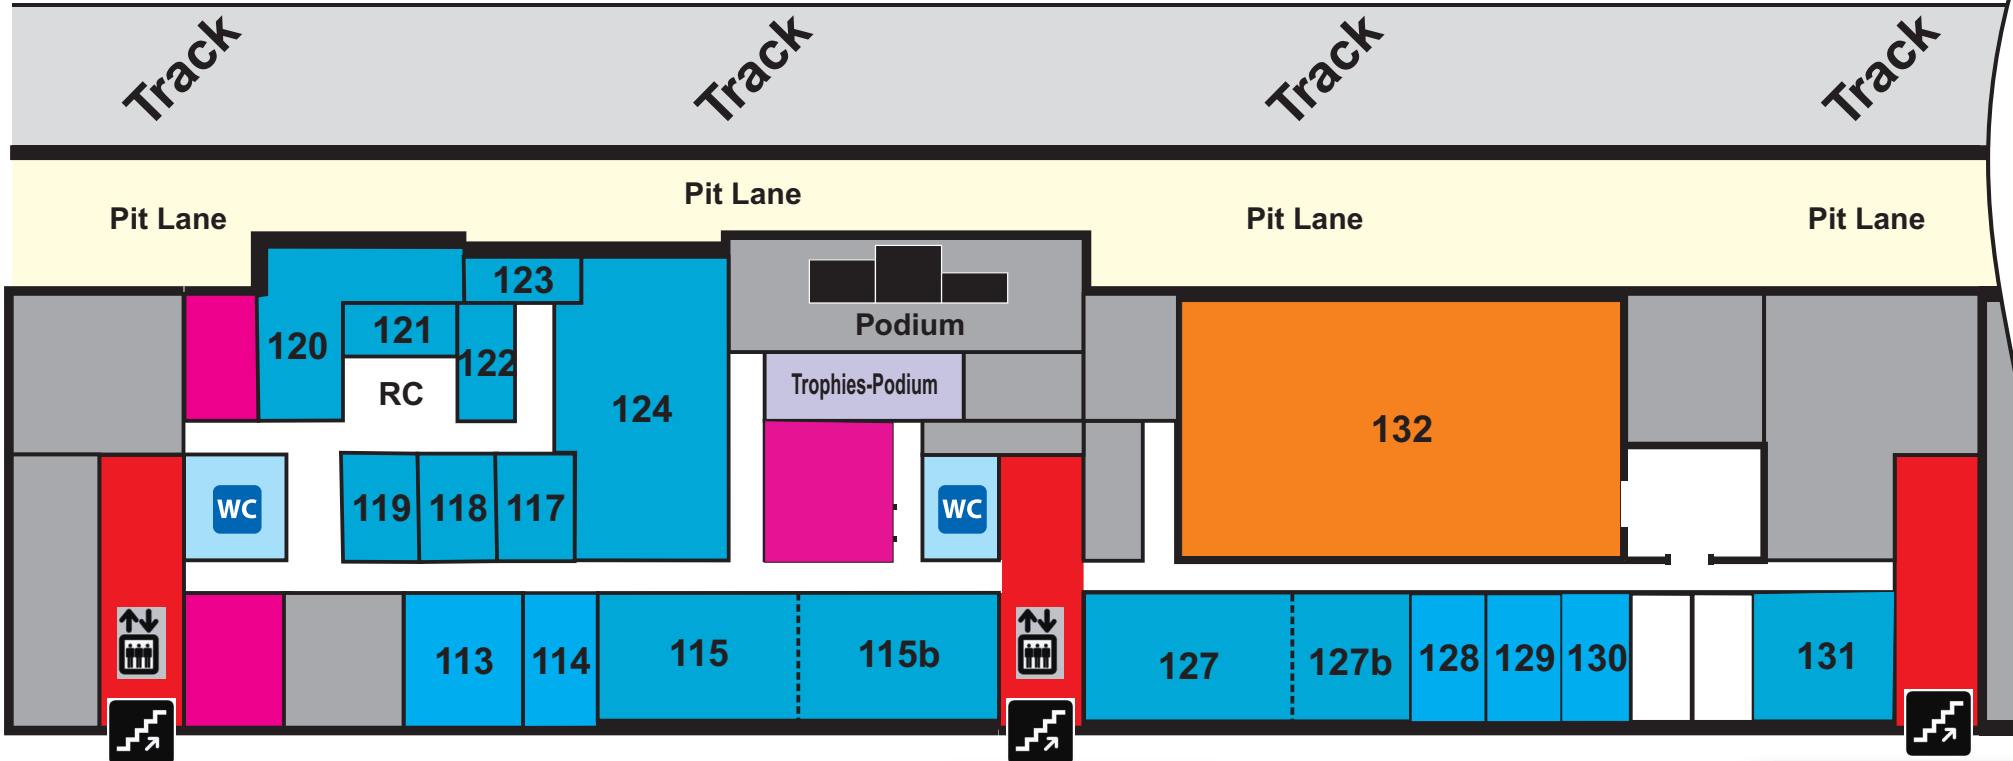 Track
Track
Track
Track
Pit Lane
Pit Lane
Pit Lane
Pit Lane
123
Podium
121
120
122
RC
Trophies-Podium
124
132
WC
119
118
117
WC
113
114
115
115b
127
127b
128
129
130
131